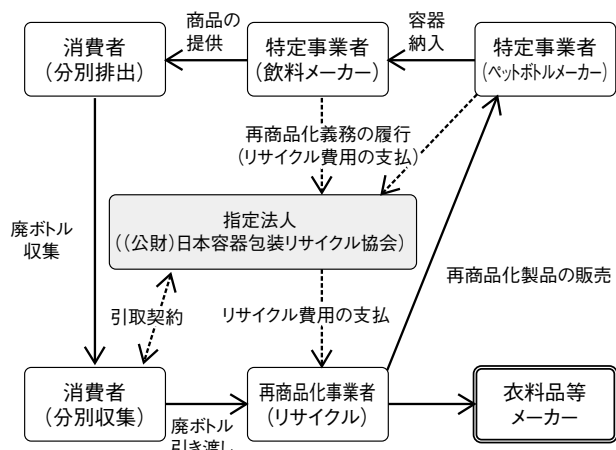 消費者
(分別排出)
商品の
提供
特定事業者
(飲料メーカー)
容器
納入
特定事業者
(ペットボトルメーカー)
再商品化義務の履行
(リサイクル費用の支払)
指定法人
((公財)日本容器包装リサイクル協会)
廃ボトル
収集
再商品化製品の販売
引取契約
リサイクル費用の支払
消費者
(分別収集)
廃ボトル
引き渡し
再商品化事業者
(リサイクル)
衣料品等
メーカー